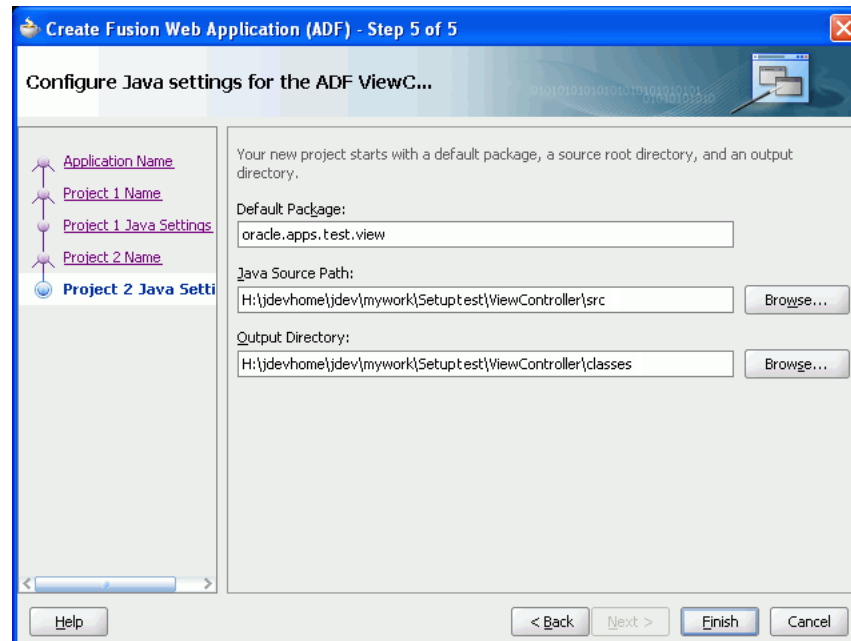 Create Fusion Web Application (ADF) - Step 5 of 5
Configure Java settings for the ADF ViewC...
Application Name
Project 1 Name
Project 1 Java Settings
Project 2 Name
Project 2 Java Setti
Your new project starts with a default package, a source root directory, and an output
directory.
Default Package:
oracle.apps.test.view
Java Source Path:
H:\jdevhome\jdev\mywork\Setuptest\ViewController\src
Browse...
Output Directory:
H:\jdevhome\jdev\mywork\Setuptest\ViewController\classes
Browse...
Help
< Back
Next >
Finish
Cancel